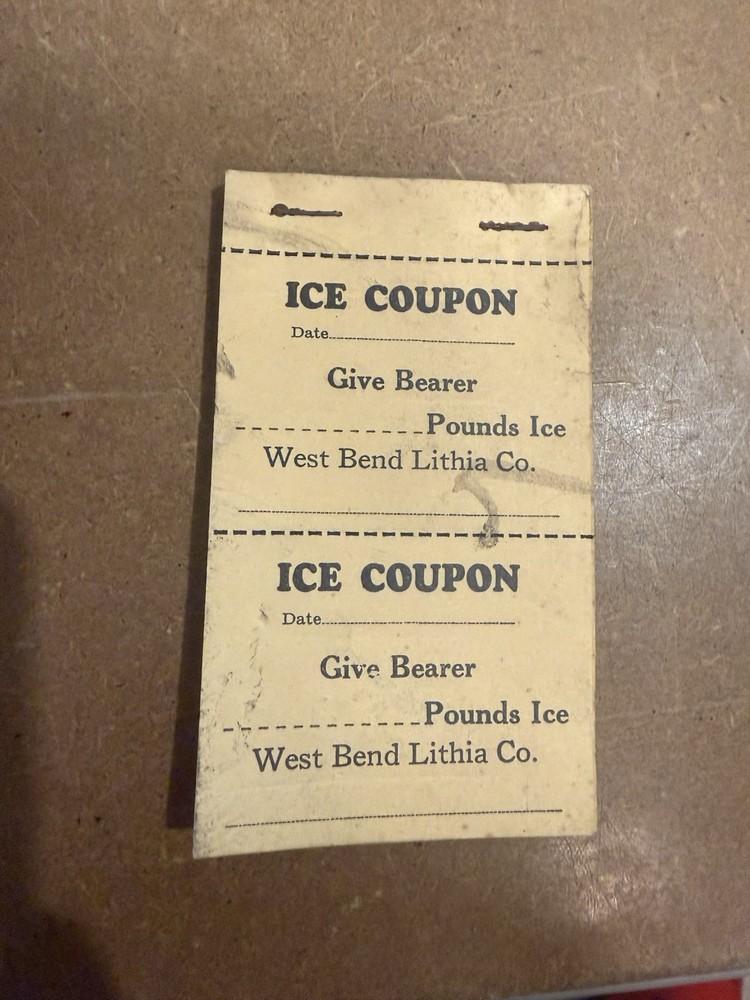 ICE COUPON
Date
Give Bearer
Pounds Ice
West Bend Lithia Co.
ICE COUPON
Date
Give Bearer
Pounds Ice
West Bend Lithia Co.